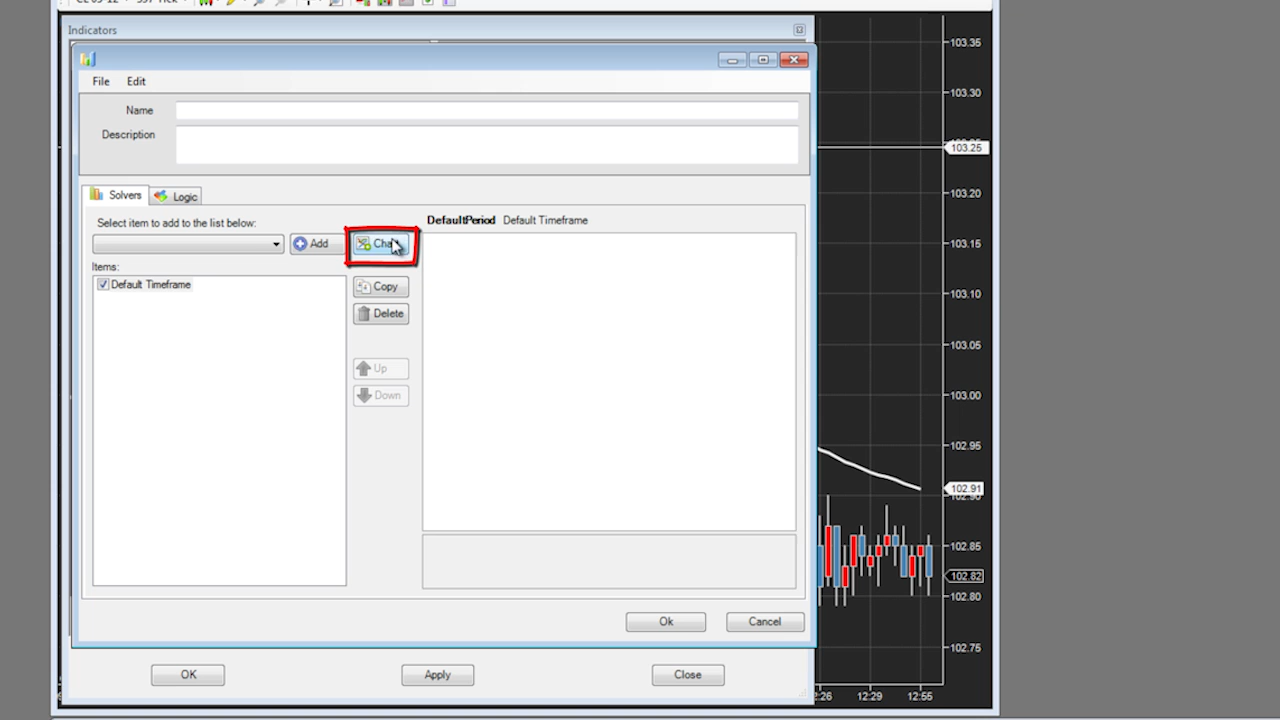 Indicators
File Edit
Name
Description
Solvers Logic
Select item to add to the list below:
DefaultPeriod Default Timeframe
Add
Items:
Default Timeframe
Copy
Delete
Up
Down
Ok Cancel
OK Apply Close
103.35
103.30
103.25
103.20
103.15
103.10
103.05
103.00
102.95
102.91
102.85
102.82
102.80
102.75
12:29 12:55